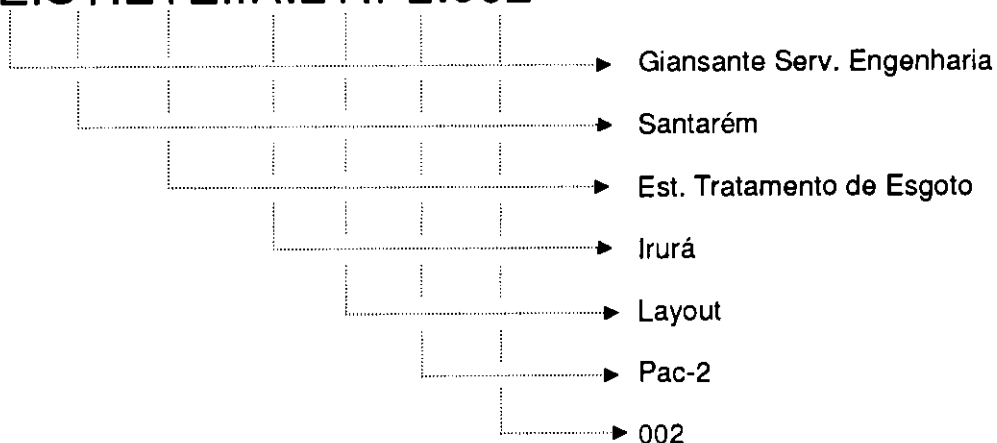 Giansante Serv. Engenharia
Santarém
Est. Tratamento de Esgoto
Irurá
Layout
Pac-2
002